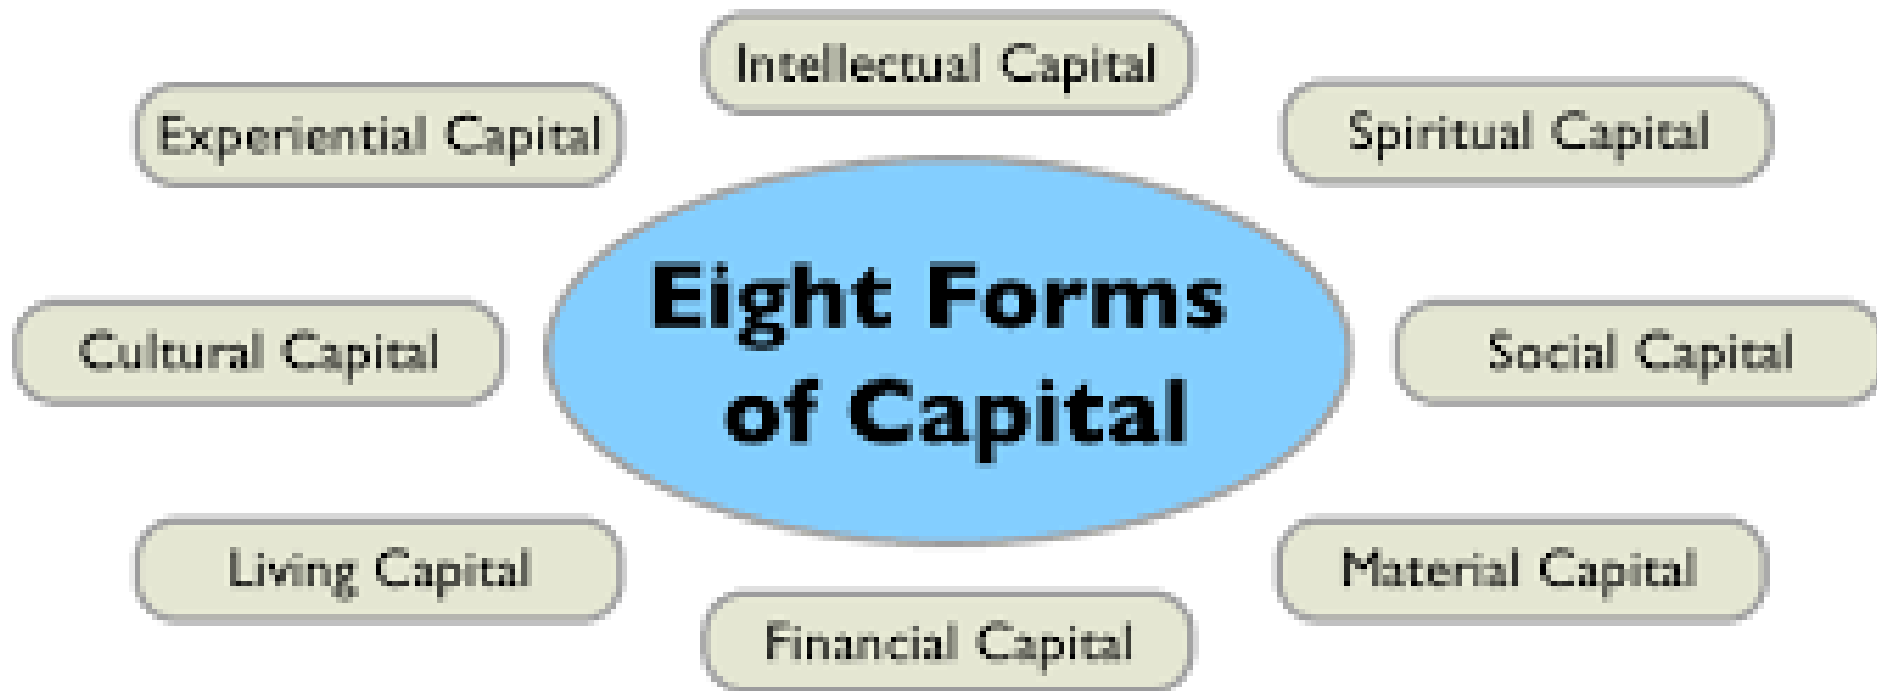 Intellectual Capital
Experiential Capital
Spiritual Capital
Eight Forms
of Capital
Cultural Capital
Social Capital
Living Capital
Material Capital
Financial Capital